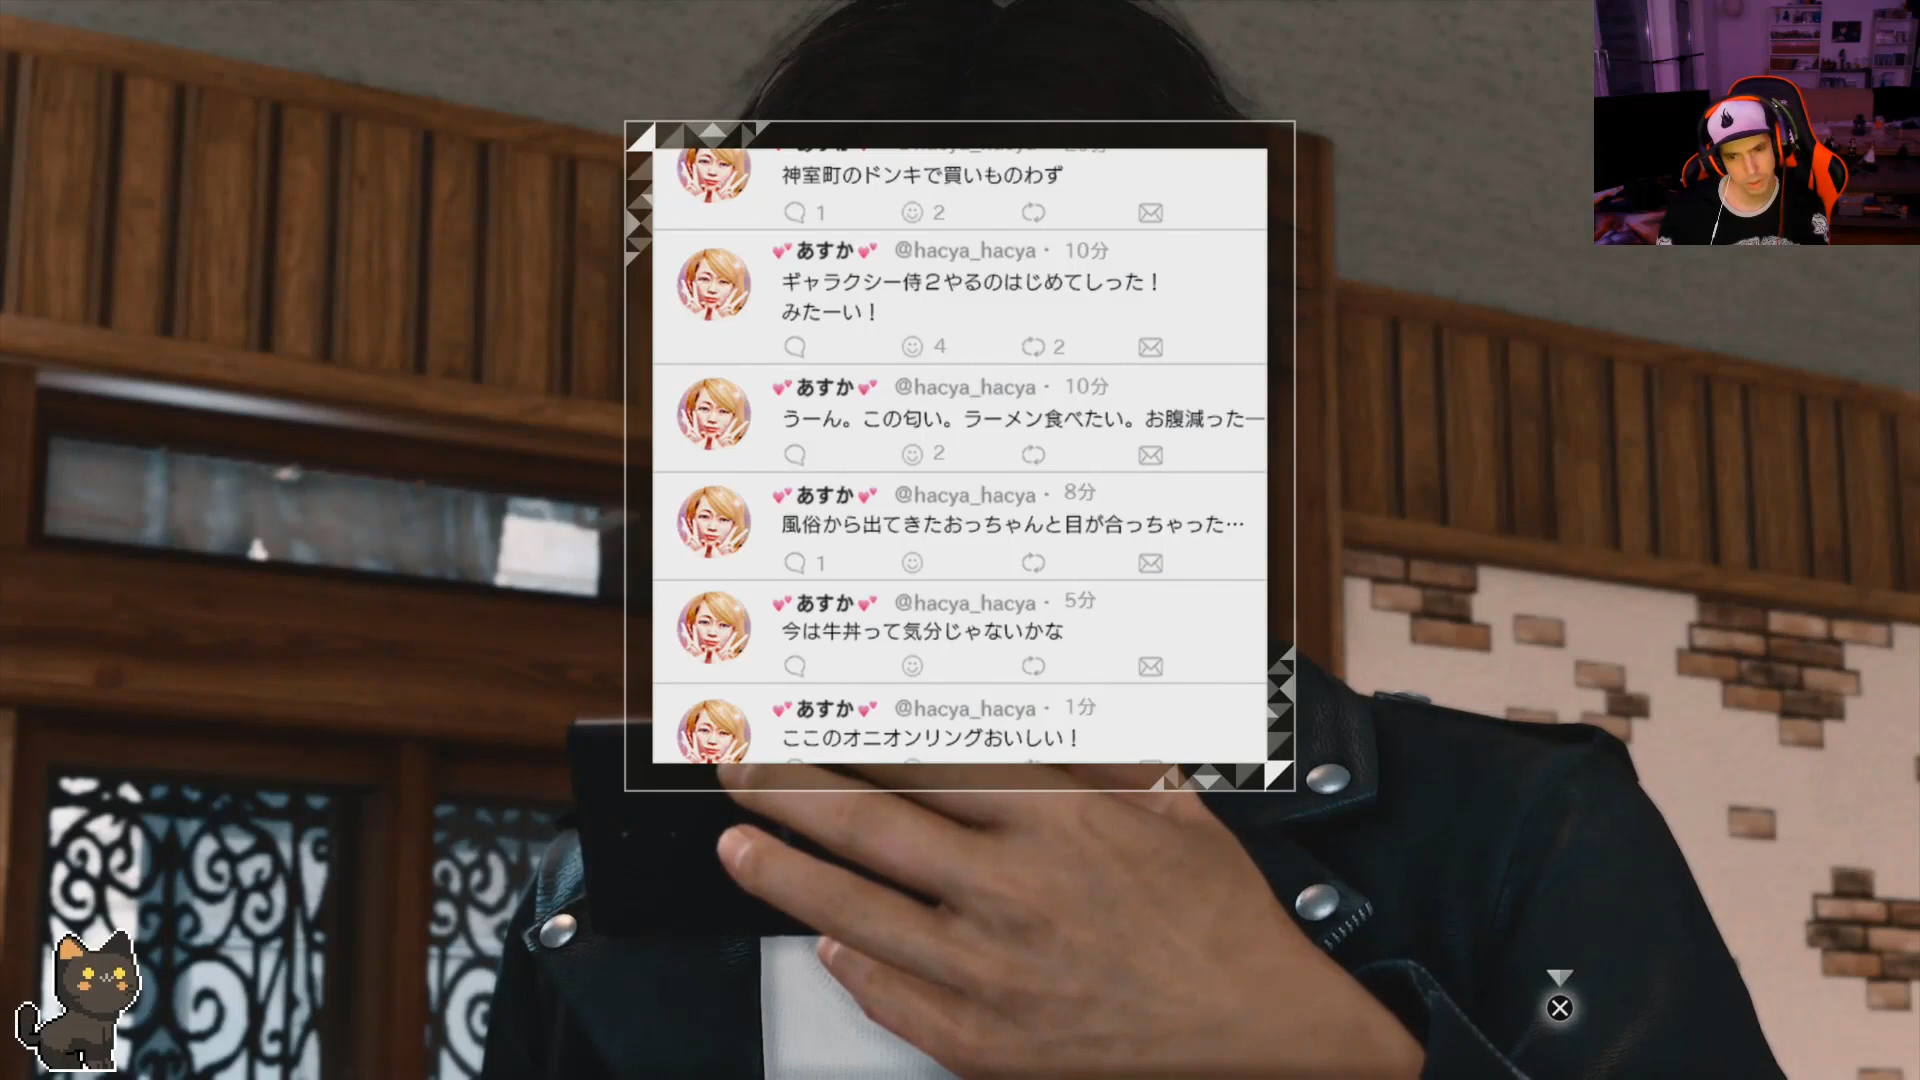 神室町のドンキで買いものわず
1 2
💕あすか💕 @hacya_hacya・ 10分
ギャラクシー侍2やるのはじめてしった！
みたーい！
4 2
💕あすか💕 @hacya_hacya・ 10分
うーん。この匂い。ラーメン食べたい。お腹減ったー
2
💕あすか💕 @hacya_hacya・ 8分
風俗から出てきたおっちゃんと目が合っちゃった…
1
💕あすか💕 @hacya_hacya・ 5分
今は牛丼って気分じゃないかな
💕あすか💕 @hacya_hacya・ 1分
ここのオニオンリングおいしい！